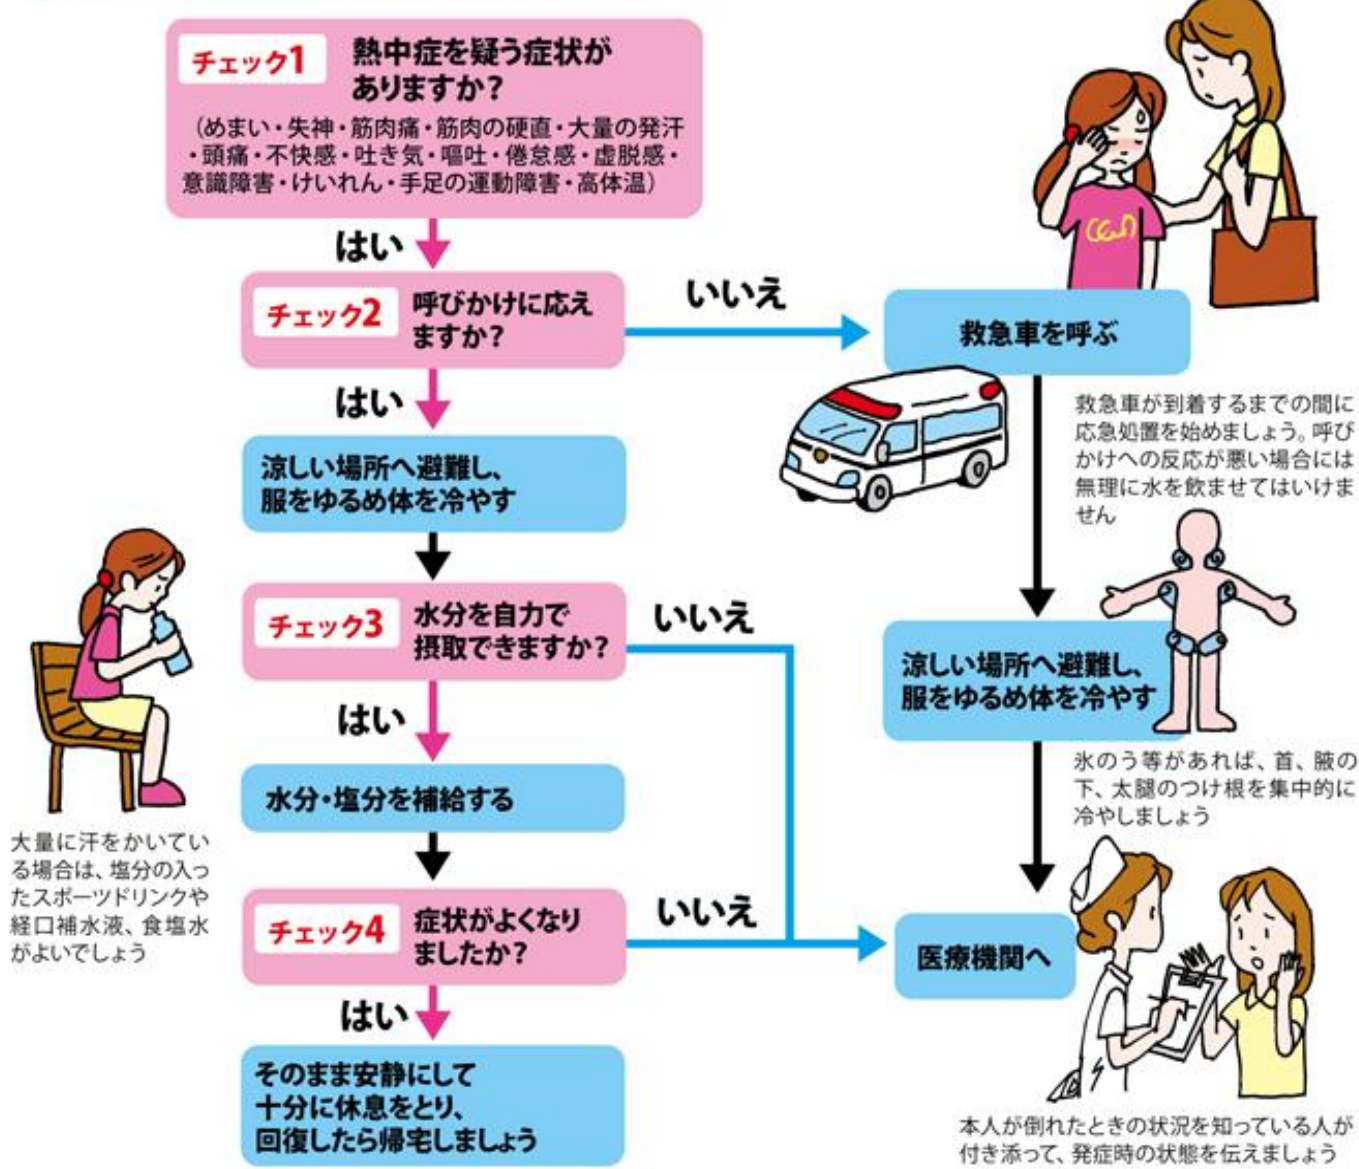 チェック1 熱中症を疑う症状が
ありますか?
(めまい・失神・筋肉痛・筋肉の硬直・大量の発汗
・頭痛・不快感・吐き気・嘔吐・倦怠感・虚脱感・
意識障害・けいれん・手足の運動障害・高体温)
はい
チェック2 呼びかけに応え
ますか?
いいえ
救急車を呼ぶ
救急車が到着するまでの間に
応急処置を始めましょう。呼び
かけへの反応が悪い場合には
無理に水を飲ませてはいけま
せん
はい
涼しい場所へ避難し、
服をゆるめ体を冷やす
チェック3 水分を自力で
摂取できますか?
いいえ
涼しい場所へ避難し、
服をゆるめ体を冷やす
氷のう等があれば、首、腋の
下、太腿のつけ根を集中的に
冷やしましょう
はい
水分・塩分を補給する
大量に汗をかいてい
る場合は、塩分の入っ
たスポーツドリンクや
経口補水液、食塩水
がよいでしょう
チェック4 症状がよくなり
ましたか?
いいえ
医療機関へ
はい
そのまま安静にして
十分に休息をとり、
回復したら帰宅しましょう
本人が倒れたときの状況を知っている人が
付き添って、発症時の状態を伝えましょう